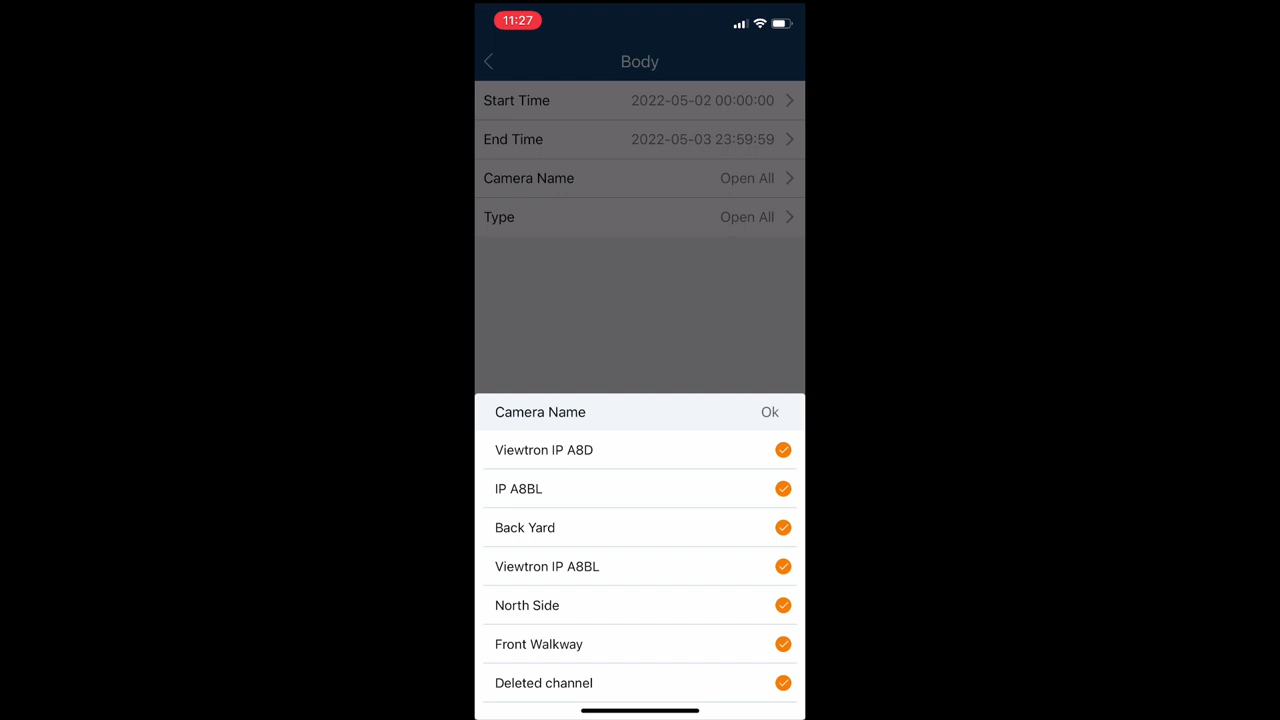 11:27
Body
Start Time 2022-05-02 00:00:00
End Time 2022-05-03 23:59:59
Camera Name Open All
Type Open All
Camera Name Ok
Viewtron IP A8D
IP A8BL
Back Yard
Viewtron IP A8BL
North Side
Front Walkway
Deleted channel